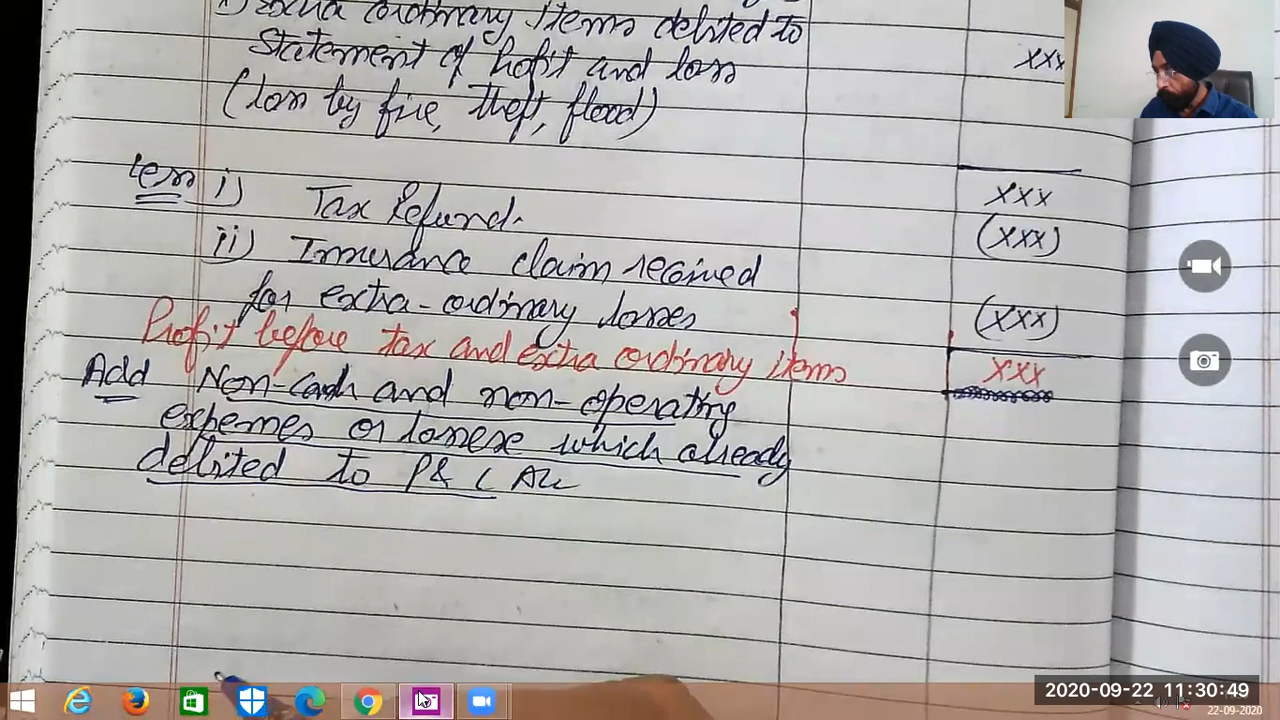 Extra ordinary Items debited to
Statement of Profit and loss
xxx
(loss by fire, theft, flood)
Less i) Tax Refund.
xxx
(xxx)
ii) Insurance claim received
for extra-ordinary losses
(xxx)
Profit before tax and extra ordinary items
xxx
Add Non-cash and non-operating
expenses or losses which already
debited to P & L A/c
2020-09-22 11:30:49
22-09-2020